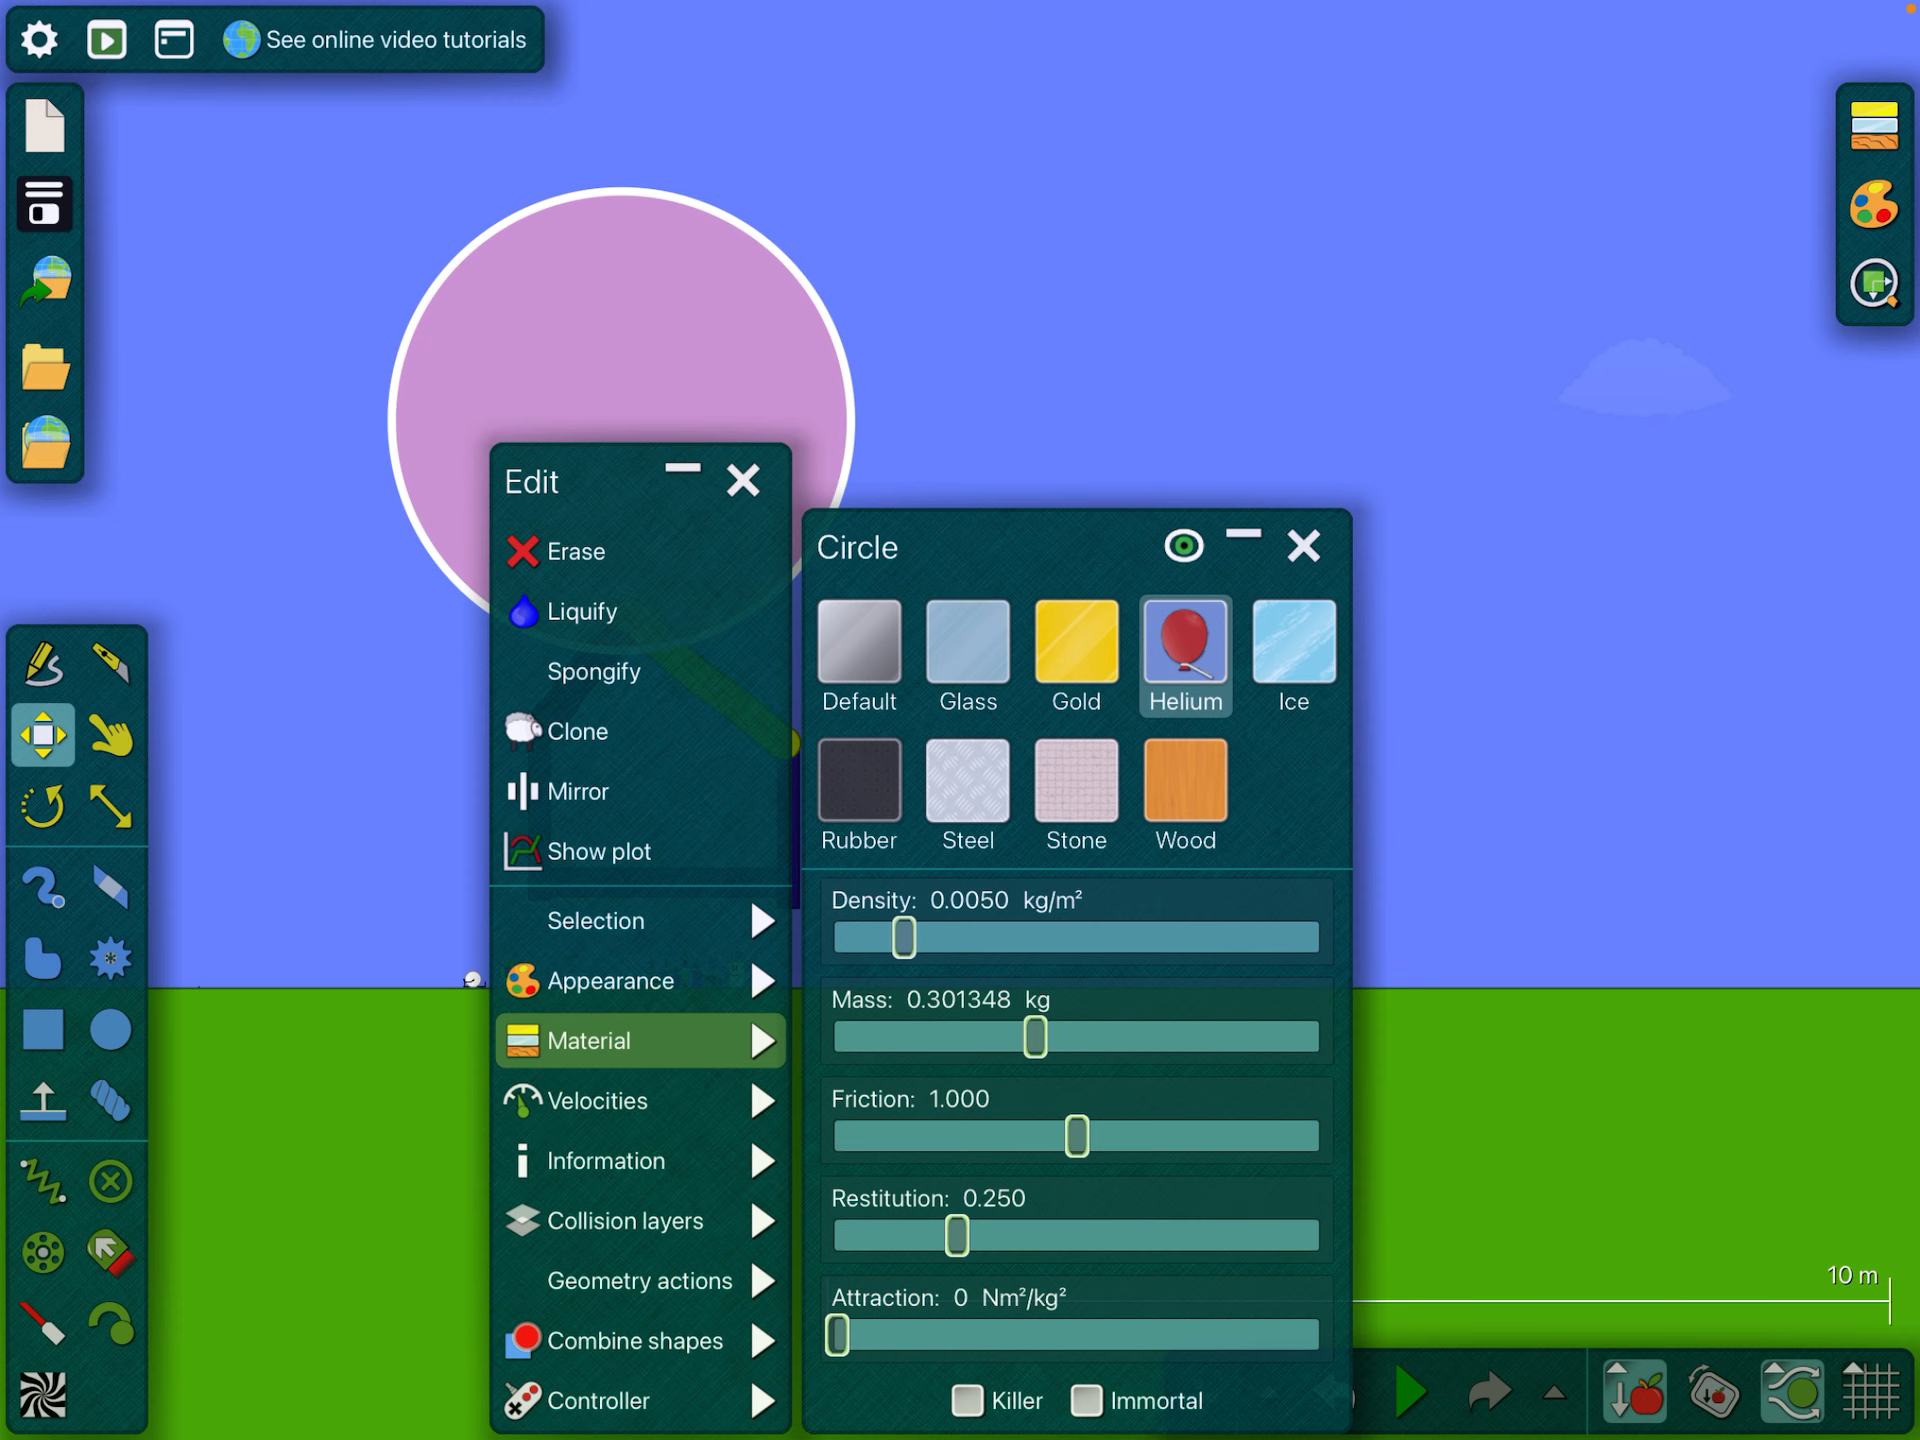 See online video tutorials
Edit
Erase
Liquify
Spongify
Clone
Mirror
Show plot
Selection
Appearance
Material
Velocities
Information
Collision layers
Geometry actions
Combine shapes
Controller
Circle
Default Glass Gold Helium Ice
Rubber Steel Stone Wood
Density: 0.0050 kg/m²
Mass: 0.301348 kg
Friction: 1.000
Restitution: 0.250
Attraction: 0 Nm²/kg²
Killer Immortal
10 m